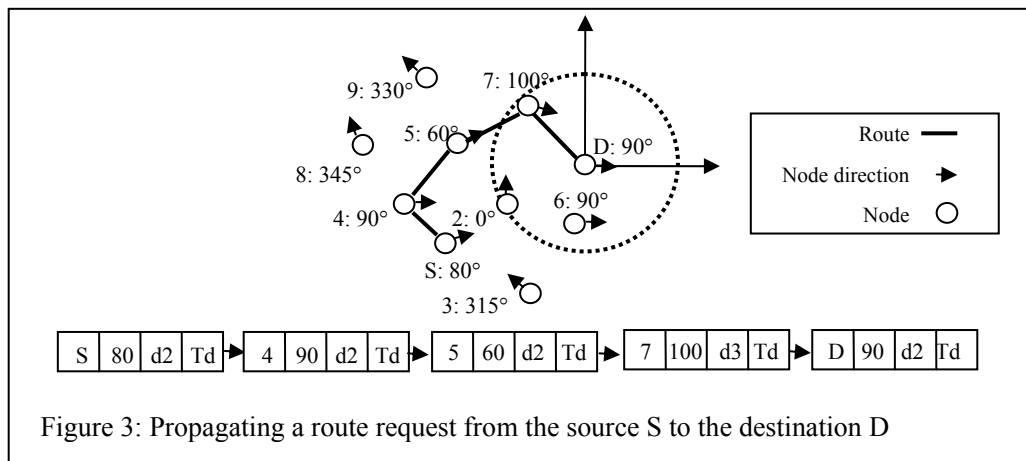 7: 100°
9: 330°
5: 60°
D: 90°
8: 345°
6: 90°
4: 90°
2: 0°
S: 80°
3: 315°
Route
Node direction
Node
S 80 d2 Td 4 90 d2 Td 5 60 d2 Td 7 100 d3 Td D 90 d2 Td
Figure 3: Propagating a route request from the source S to the destination D